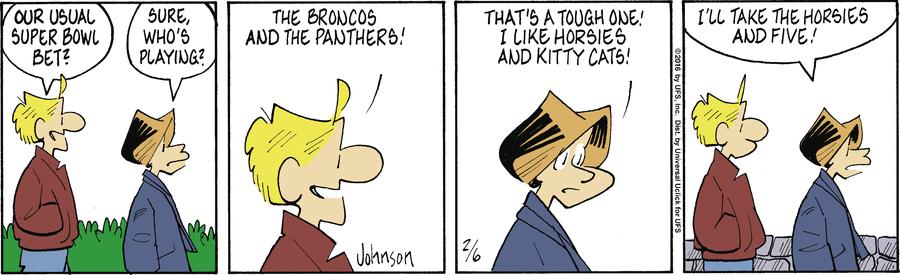 OUR USUAL
SUPER BOWL
BET?
SURE,
WHO'S
PLAYING?
THE BRONCOS
AND THE PANTHERS!
Johnson
THAT'S A TOUGH ONE!
I LIKE HORSIES
AND KITTY CATS!
2/6
©2016 by UFS, Inc. Dist. by Universal Uclick for UFS
I'LL TAKE THE HORSIES
AND FIVE!